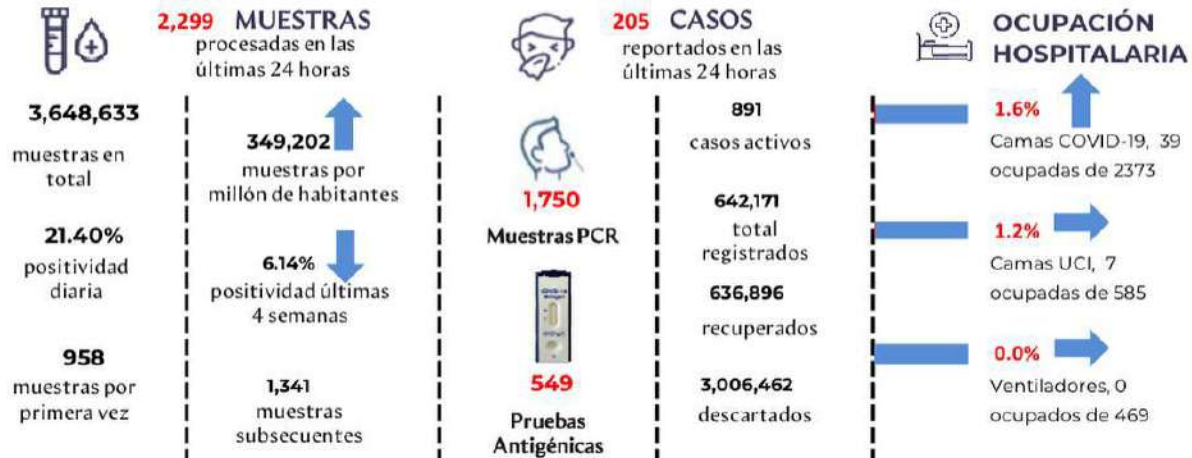 2,299 MUESTRAS
procesadas en las
últimas 24 horas
3,648,633
muestras en
total
21.40%
positividad
diaria
958
muestras por
primera vez
349,202
muestras por
millón de habitantes
6.14%
positividad últimas
4 semanas
1,341
muestras
subsecuentes
205 CASOS
reportados en las
últimas 24 horas
1,750
Muestras PCR
549
Pruebas
Antigénicas
891
casos activos
642,171
total
registrados
636,896
recuperados
3,006,462
descartados
OCUPACIÓN
HOSPITALARIA
1.6%
Camas COVID-19, 39
ocupadas de 2373
1.2%
Camas UCI, 7
ocupadas de 585
0.0%
Ventiladores, 0
ocupados de 469